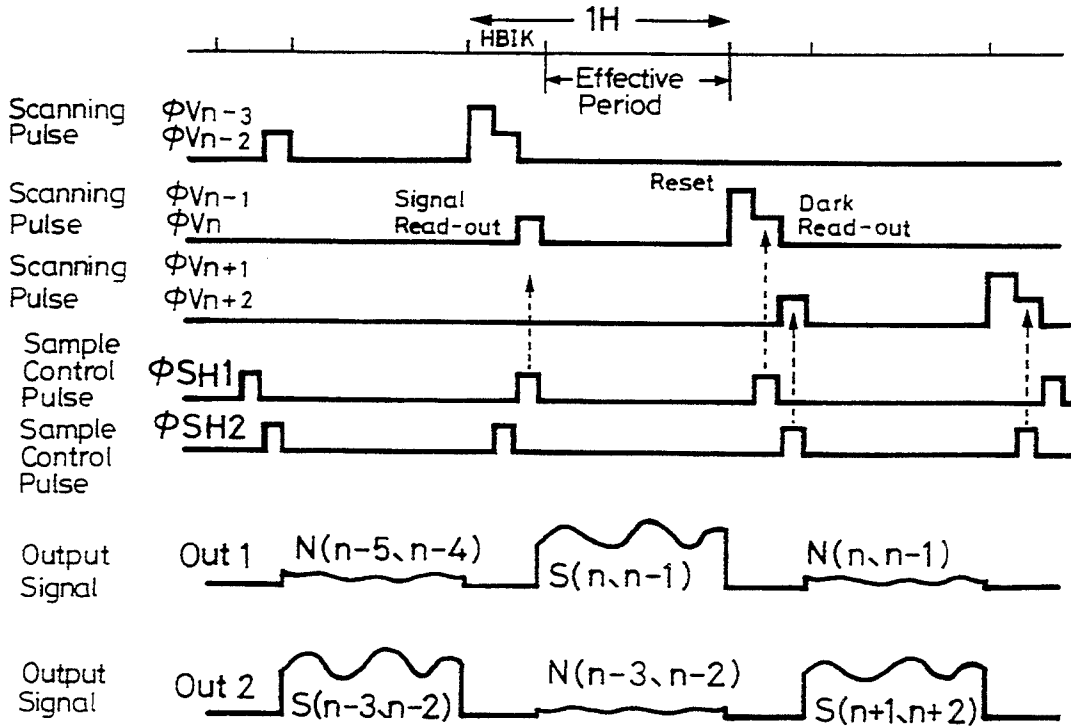 1H
HBlK
Effective
Period
Scanning
Pulse
ΦVn-3
ΦVn-2
Scanning
Pulse
ΦVn-1
ΦVn
Signal
Read-out
Reset
Dark
Read-out
Scanning
Pulse
ΦVn+1
ΦVn+2
Sample
Control
Pulse
ΦSH1
Sample
Control
Pulse
ΦSH2
Output
Signal
Out 1
N(n-5、n-4)
S(n、n-1)
N(n、n-1)
Output
Signal
Out 2
S(n-3、n-2)
N(n-3、n-2)
S(n+1、n+2)